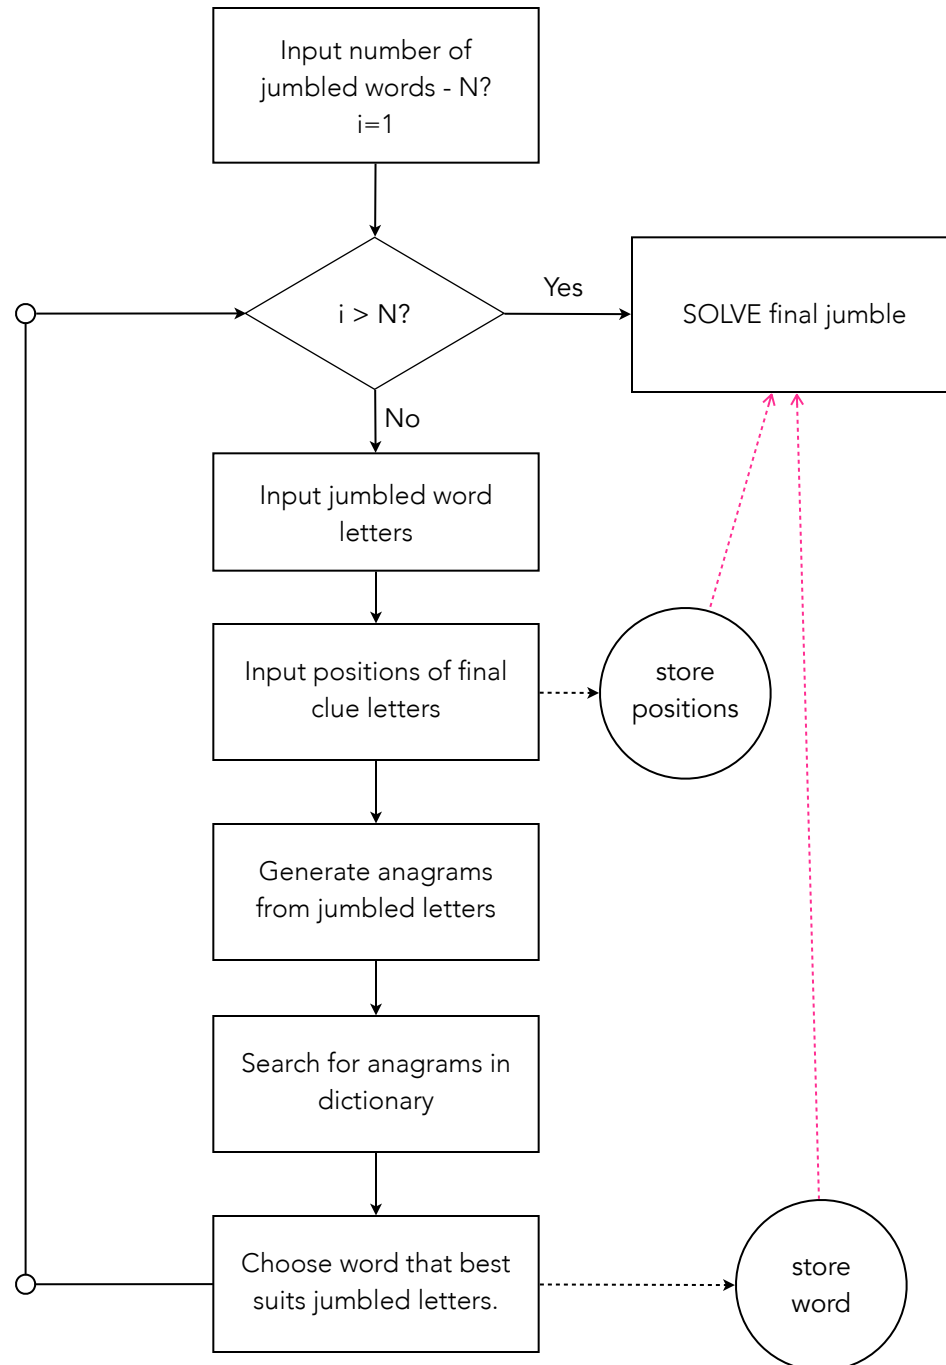 Input number of
jumbled words - N?
i=1
i > N?
Yes
SOLVE final jumble
No
Input jumbled word
letters
Input positions of final
clue letters
store
positions
Generate anagrams
from jumbled letters
Search for anagrams in
dictionary
Choose word that best
suits jumbled letters.
store
word